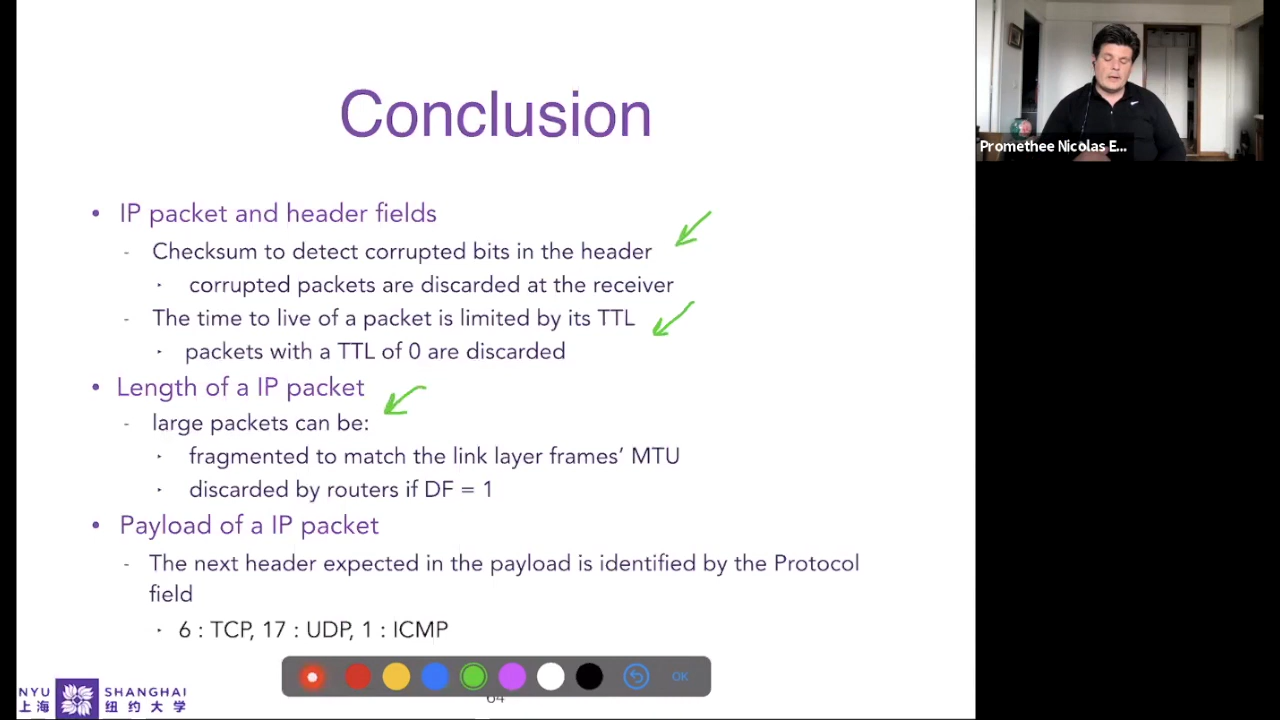 Conclusion
• IP packet and header fields
- Checksum to detect corrupted bits in the header
‣ corrupted packets are discarded at the receiver
- The time to live of a packet is limited by its TTL
‣ packets with a TTL of 0 are discarded
• Length of a IP packet
- large packets can be:
‣ fragmented to match the link layer frames’ MTU
‣ discarded by routers if DF = 1
• Payload of a IP packet
- The next header expected in the payload is identified by the Protocol
field
‣ 6 : TCP, 17 : UDP, 1 : ICMP
OK
64
NYU SHANGHAI
上海 纽约大学
Promethee Nicolas E...